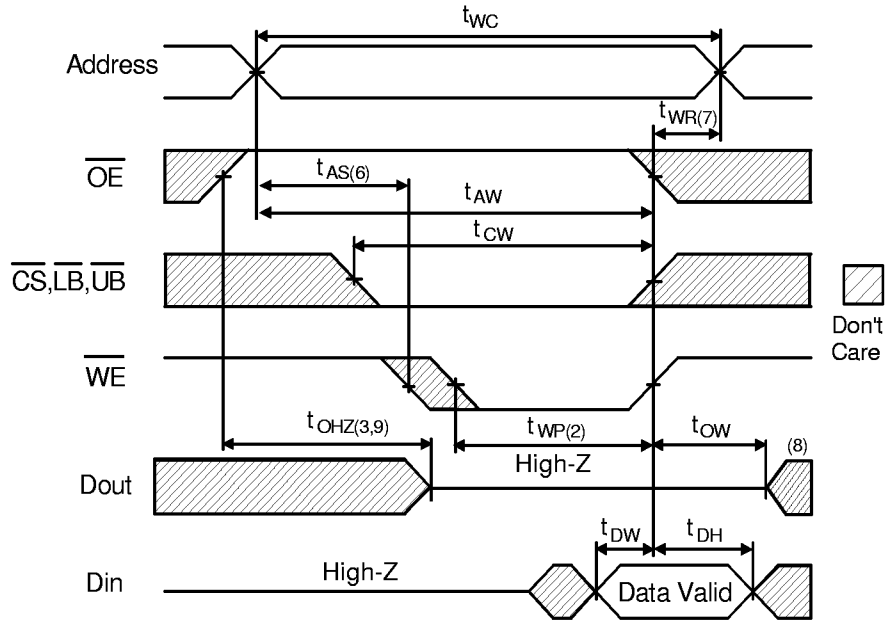 tWC
Address
tWR(7)
OE
tAS(6)
tAW
tCW
CS,LB,UB
Don't
Care
WE
tOHZ(3,9)
tWP(2)
tOW
High-Z
(8)
Dout
tDW
tDH
High-Z
Din
Data Valid